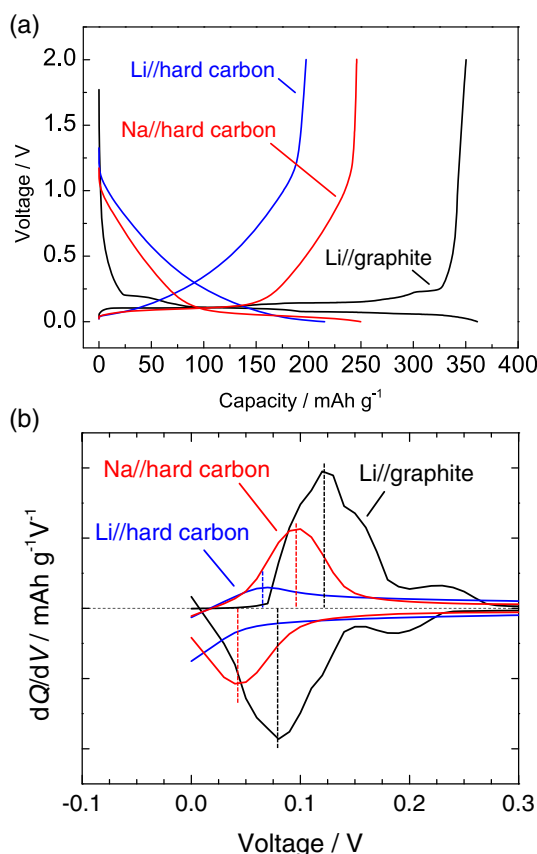 (a)
2.0
1.5
1.0
0.5
0.0
Voltage / V
Li//hard carbon
Na//hard carbon
Li//graphite
0 50 100 150 200 250 300 350 400
Capacity / mAh g⁻¹
(b)
Na//hard carbon
Li//graphite
Li//hard carbon
dQ/dV / mAh g⁻¹V⁻¹
-0.1 0.0 0.1 0.2 0.3
Voltage / V